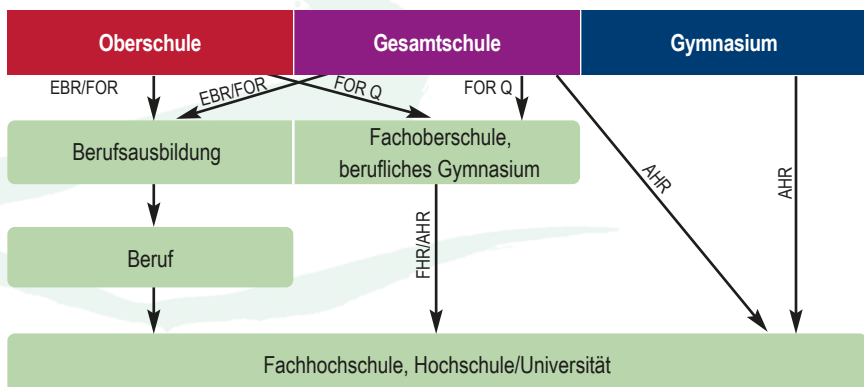 Oberschule
Gesamtschule
Gymnasium
EBR/FOR
EBR/FOR
FOR Q
FOR Q
Berufsausbildung
Fachoberschule,
berufliches Gymnasium
AHR
AHR
FHR/AHR
Beruf
Fachhochschule, Hochschule/Universität